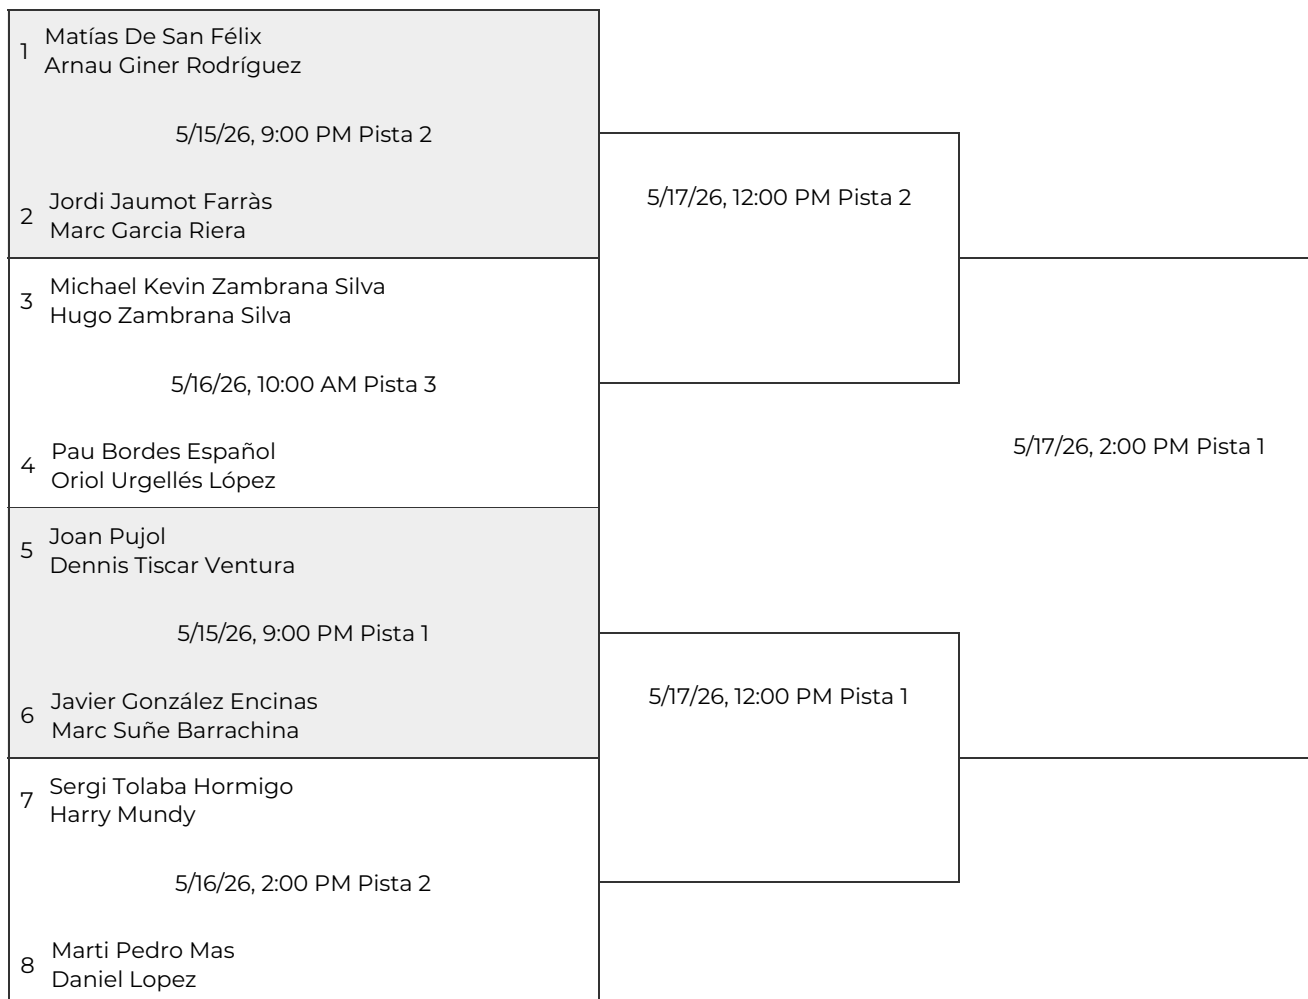 1
Matías De San Félix
Arnau Giner Rodríguez
5/15/26, 9:00 PM Pista 2
2
Jordi Jaumot Farràs
Marc Garcia Riera
3
Michael Kevin Zambrana Silva
Hugo Zambrana Silva
5/16/26, 10:00 AM Pista 3
4
Pau Bordes Español
Oriol Urgellés López
5
Joan Pujol
Dennis Tiscar Ventura
5/15/26, 9:00 PM Pista 1
6
Javier González Encinas
Marc Suñe Barrachina
7
Sergi Tolaba Hormigo
Harry Mundy
5/16/26, 2:00 PM Pista 2
8
Marti Pedro Mas
Daniel Lopez
5/17/26, 12:00 PM Pista 2
5/17/26, 12:00 PM Pista 1
5/17/26, 2:00 PM Pista 1